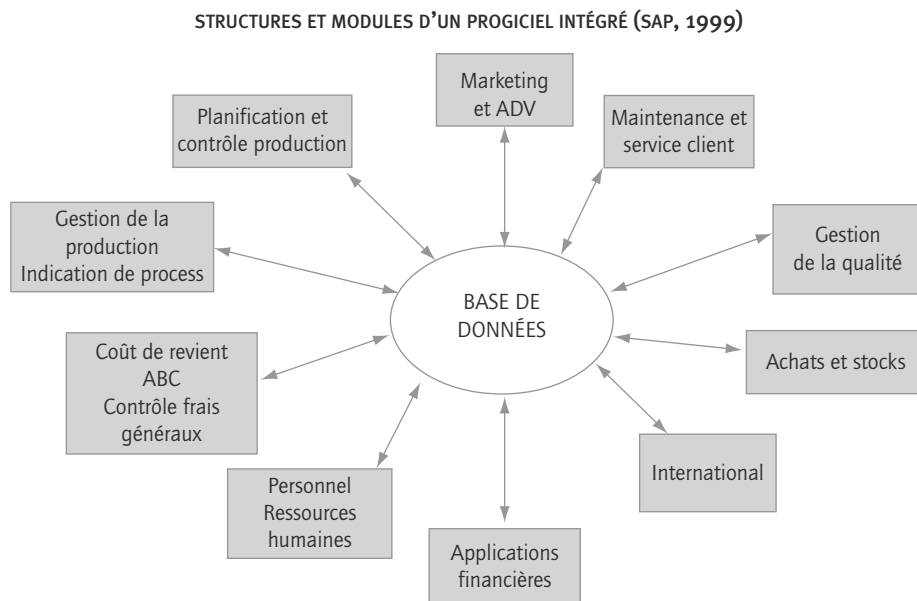 STRUCTURES ET MODULES D'UN PROGICIEL INTÉGRÉ (SAP, 1999)
Marketing
et ADV
Planification et
contrôle production
Maintenance et
service client
Gestion de la
production
Indication de process
Gestion
de la qualité
BASE DE
DONNÉES
Coût de revient
ABC
Contrôle frais
généraux
Achats et stocks
Personnel
Ressources
humaines
International
Applications
financières